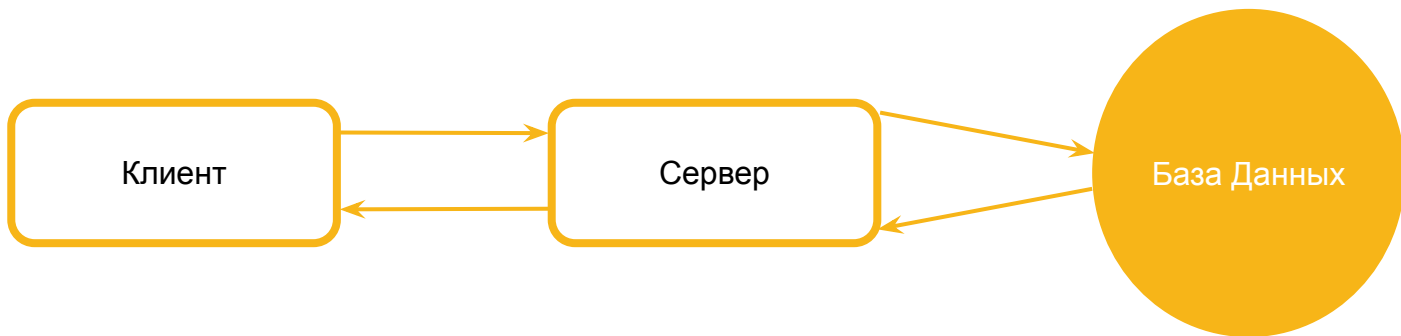 Клиент
Сервер
База Данных